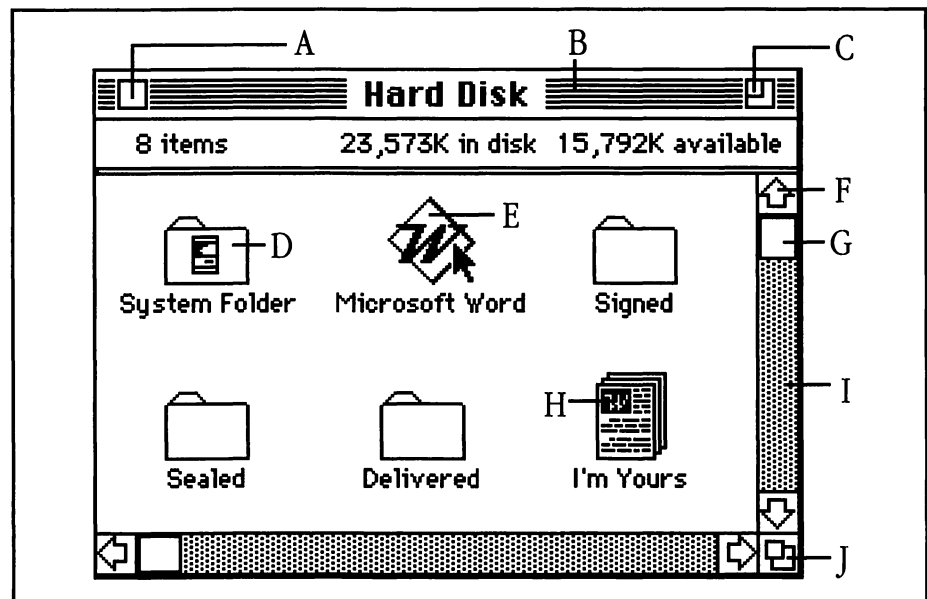 A B C
Hard Disk
8 items 23,573K in disk 15,792K available
F
E
D G
System Folder Microsoft Word Signed
H I
Sealed Delivered I'm Yours
J